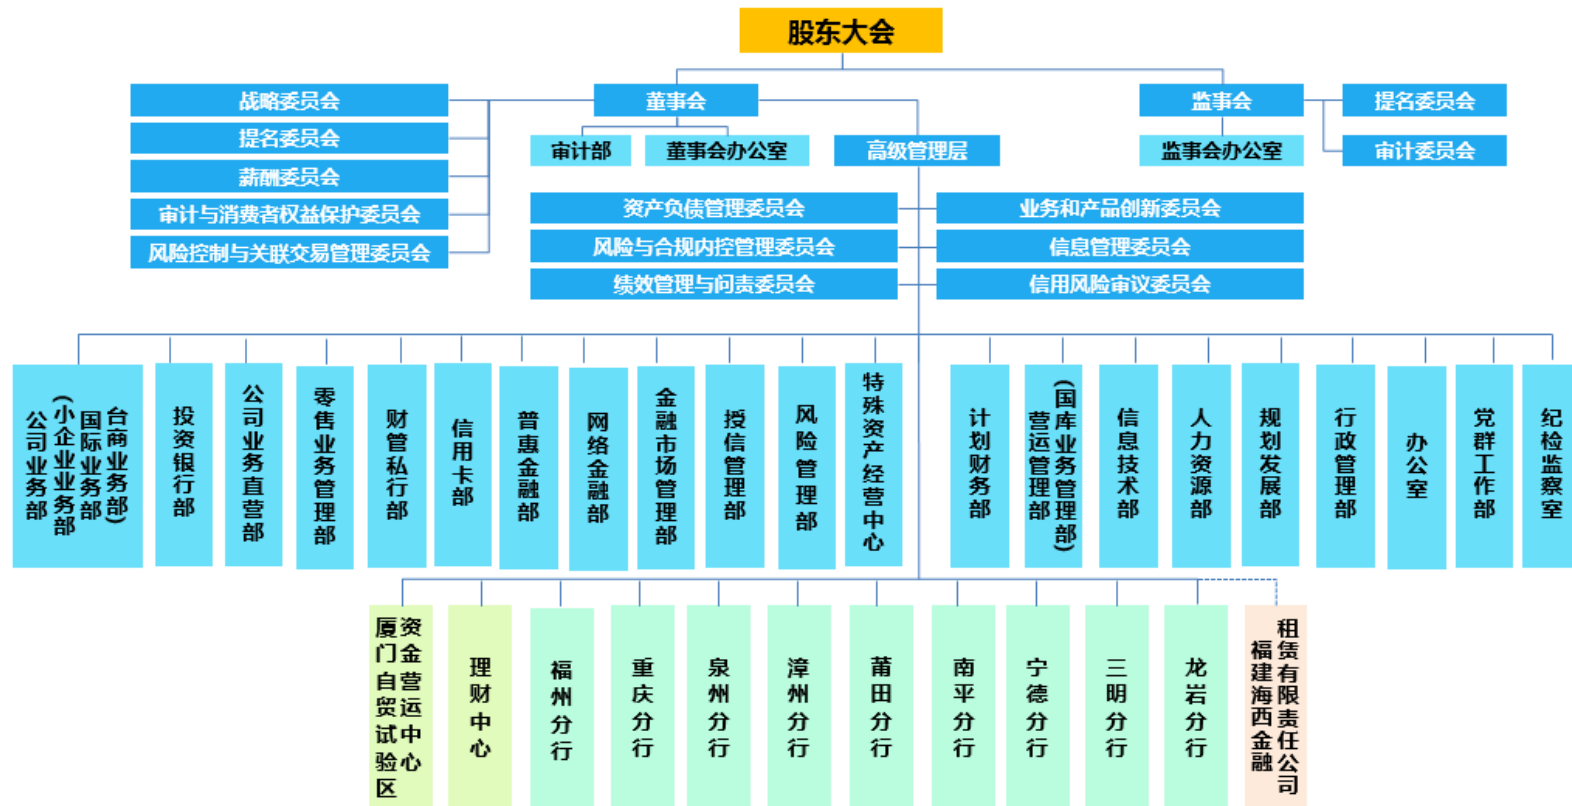 股东大会
战略委员会
董事会
监事会
提名委员会
提名委员会
审计部
董事会办公室
高级管理层
监事会办公室
审计委员会
薪酬委员会
审计与消费者权益保护委员会
风险控制与关联交易管理委员会
资产负债管理委员会
业务和产品创新委员会
风险与合规内控管理委员会
信息管理委员会
绩效管理与问责委员会
信用风险审议委员会
公司业务部
(小企业业务部
国际业务部
台商业务部)
投资银行部
公司业务直营部
零售业务管理部
财管私行部
信用卡部
普惠金融部
网络金融部
金融市场管理部
授信管理部
风险管理部
特殊资产经营中心
计划财务部
营运管理部
(国库业务管理部)
信息技术部
人力资源部
规划发展部
行政管理部
办公室
党群工作部
纪检监察室
厦门自贸试验区
资金营运中心
理财中心
福州分行
重庆分行
泉州分行
漳州分行
莆田分行
南平分行
宁德分行
三明分行
龙岩分行
福建海西金融
租赁有限责任公司